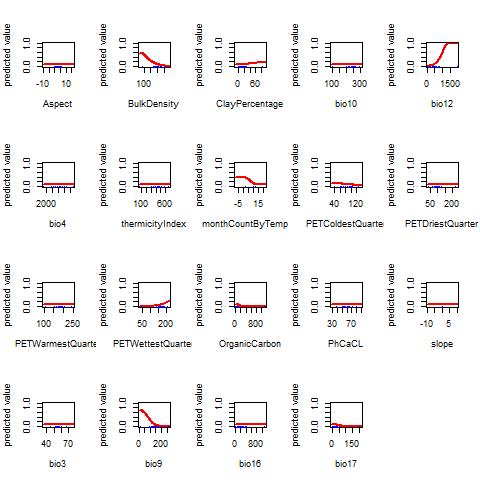 predicted value
0.0 1.0
-10 10
Aspect
predicted value
0.0 1.0
100
BulkDensity
predicted value
0.0 1.0
0 60
ClayPercentage
predicted value
0.0 1.0
100 300
bio10
predicted value
0.0 1.0
0 1500
bio12
predicted value
0.0 1.0
2000
bio4
predicted value
0.0 1.0
100 600
thermicityIndex
predicted value
0.0 1.0
-5 15
monthCountByTemp
predicted value
0.0 1.0
40 120
PETColdestQuarte
predicted value
0.0 1.0
50 200
PETDriestQuarter
predicted value
0.0 1.0
100 250
PETWarmestQuarte
predicted value
0.0 1.0
50 200
PETWettestQuarte
predicted value
0.0 1.0
0 800
OrganicCarbon
predicted value
0.0 1.0
30 70
PhCaCL
predicted value
0.0 1.0
-10 5
slope
predicted value
0.0 1.0
40 70
bio3
predicted value
0.0 1.0
0 200
bio9
predicted value
0.0 1.0
0 800
bio16
predicted value
0.0 1.0
0 150
bio17